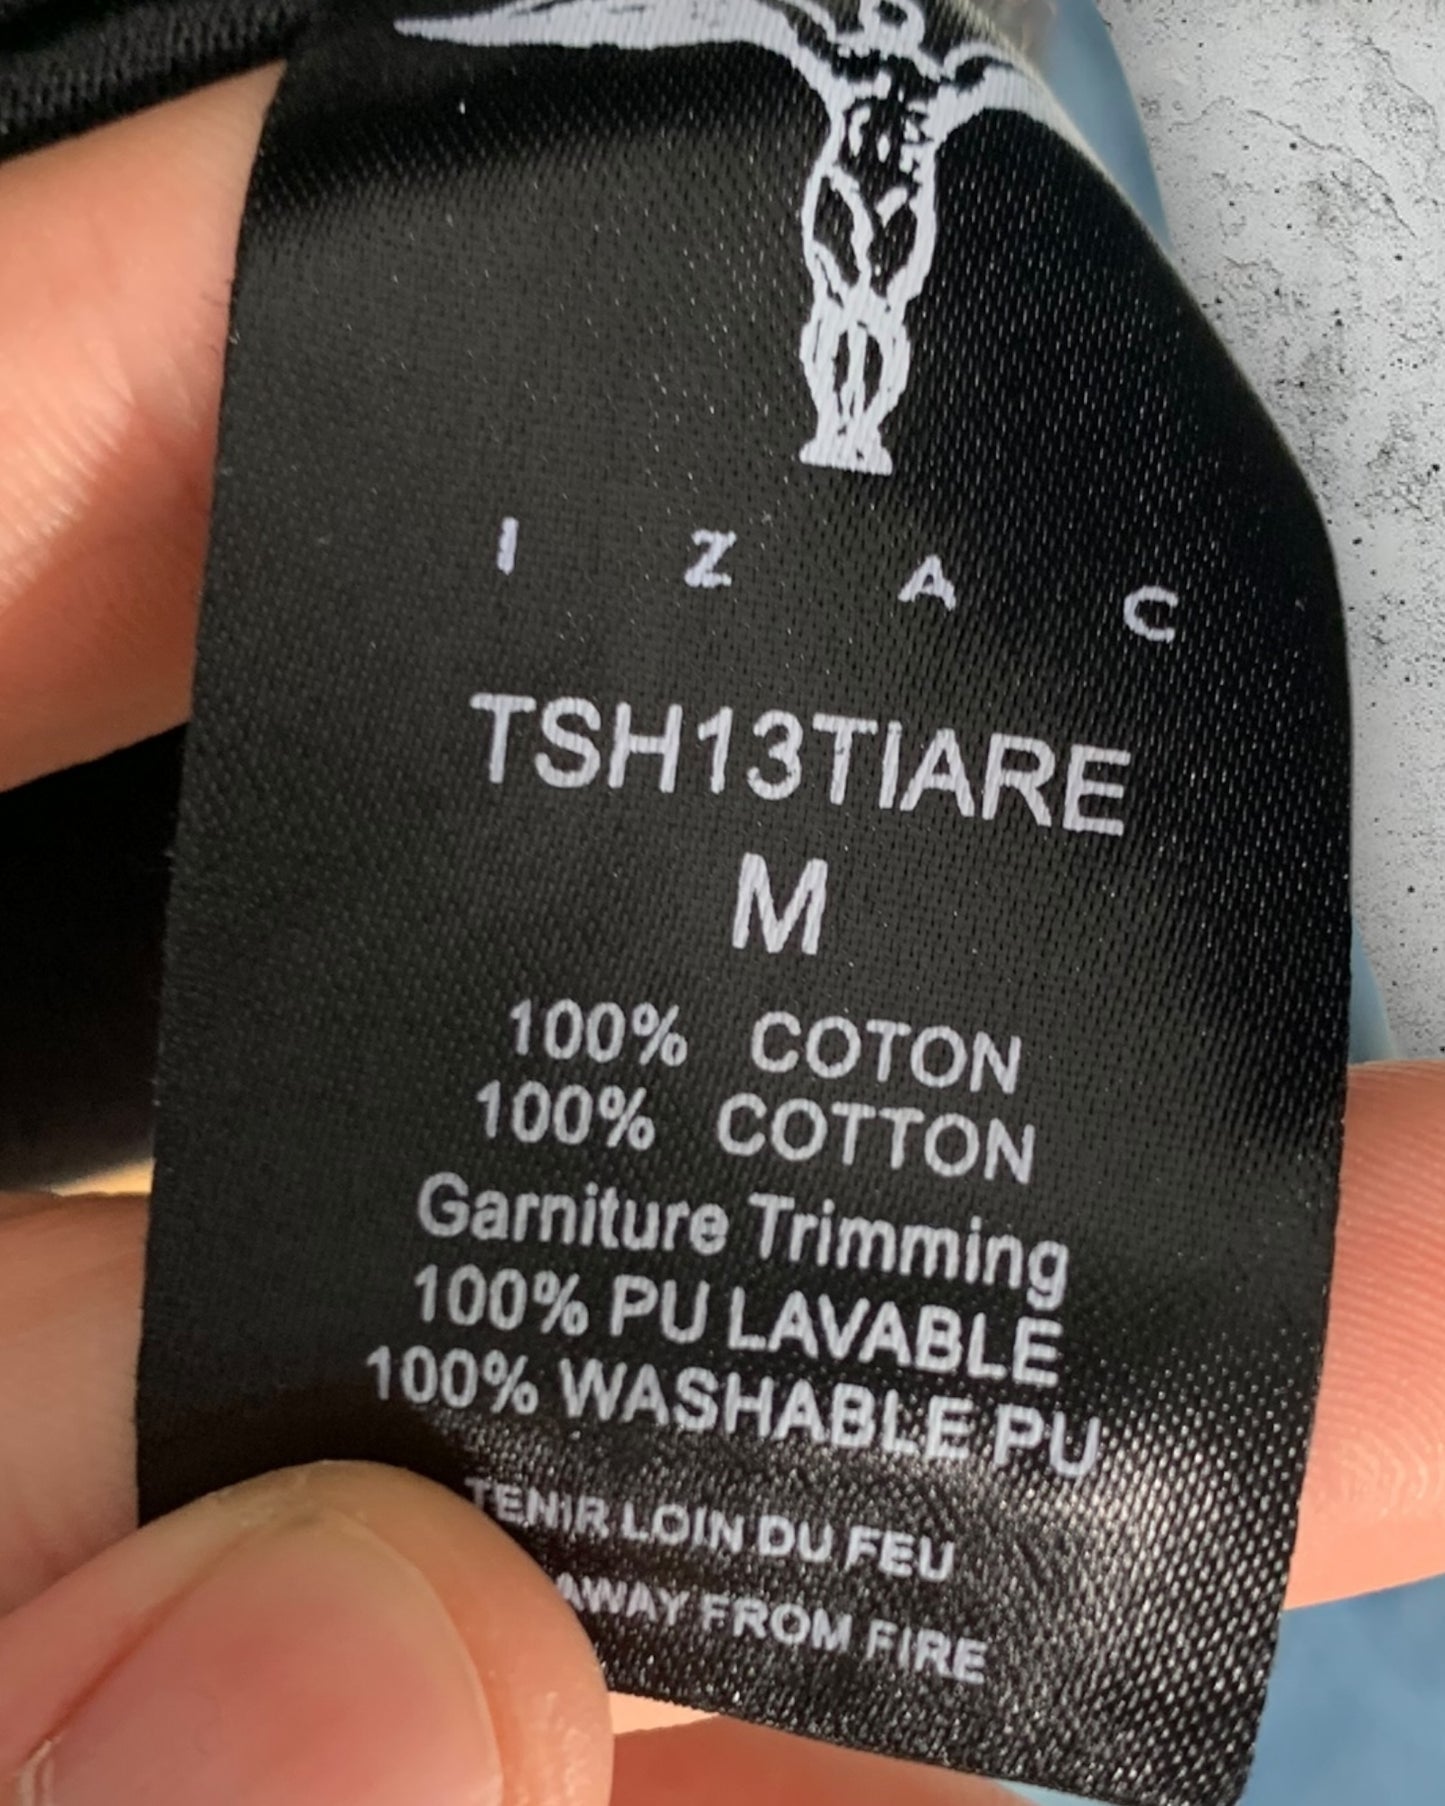 I Z A C
TSH13TIARE
M
100% COTON
100% COTTON
Garniture Trimming
100% PU LAVABLE
100% WASHABLE PU
TENIR LOIN DU FEU
AWAY FROM FIRE